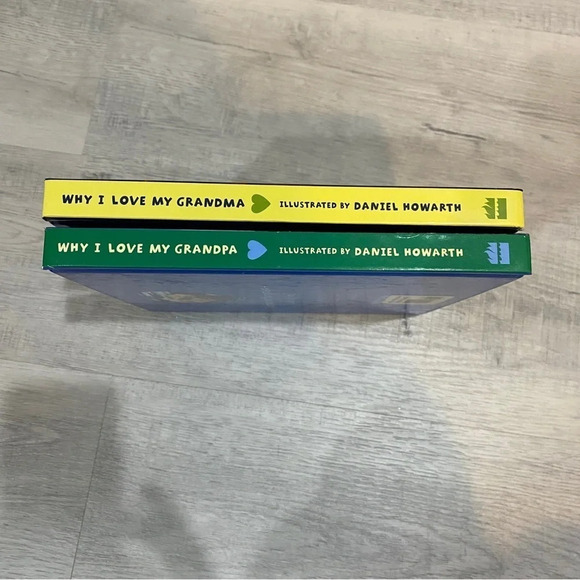 WHY I LOVE MY GRANDMA ILLUSTRATED BY DANIEL HOWARTH
WHY I LOVE MY GRANDPA ILLUSTRATED BY DANIEL HOWARTH